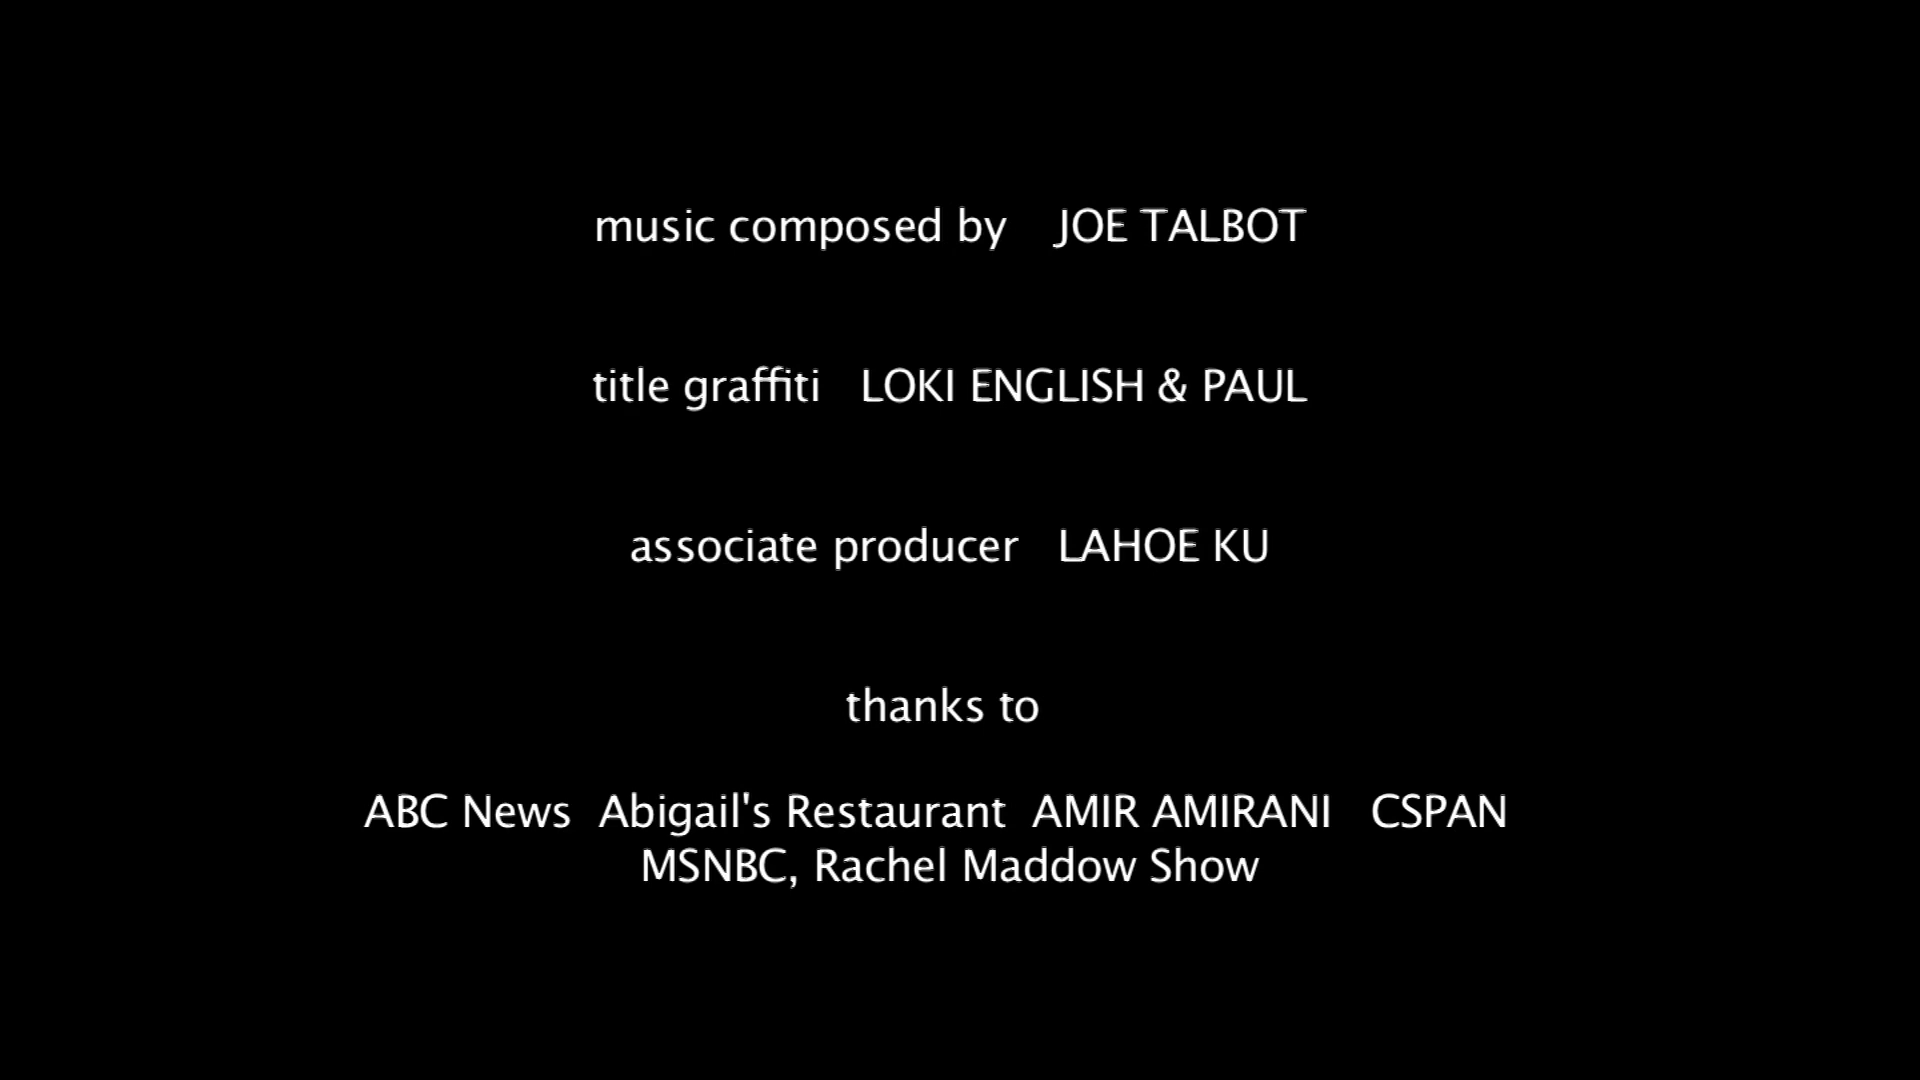 music composed by JOE TALBOT
title graffiti LOKI ENGLISH & PAUL
associate producer LAHOE KU
thanks to
ABC News Abigail's Restaurant AMIR AMIRANI CSPAN
MSNBC, Rachel Maddow Show